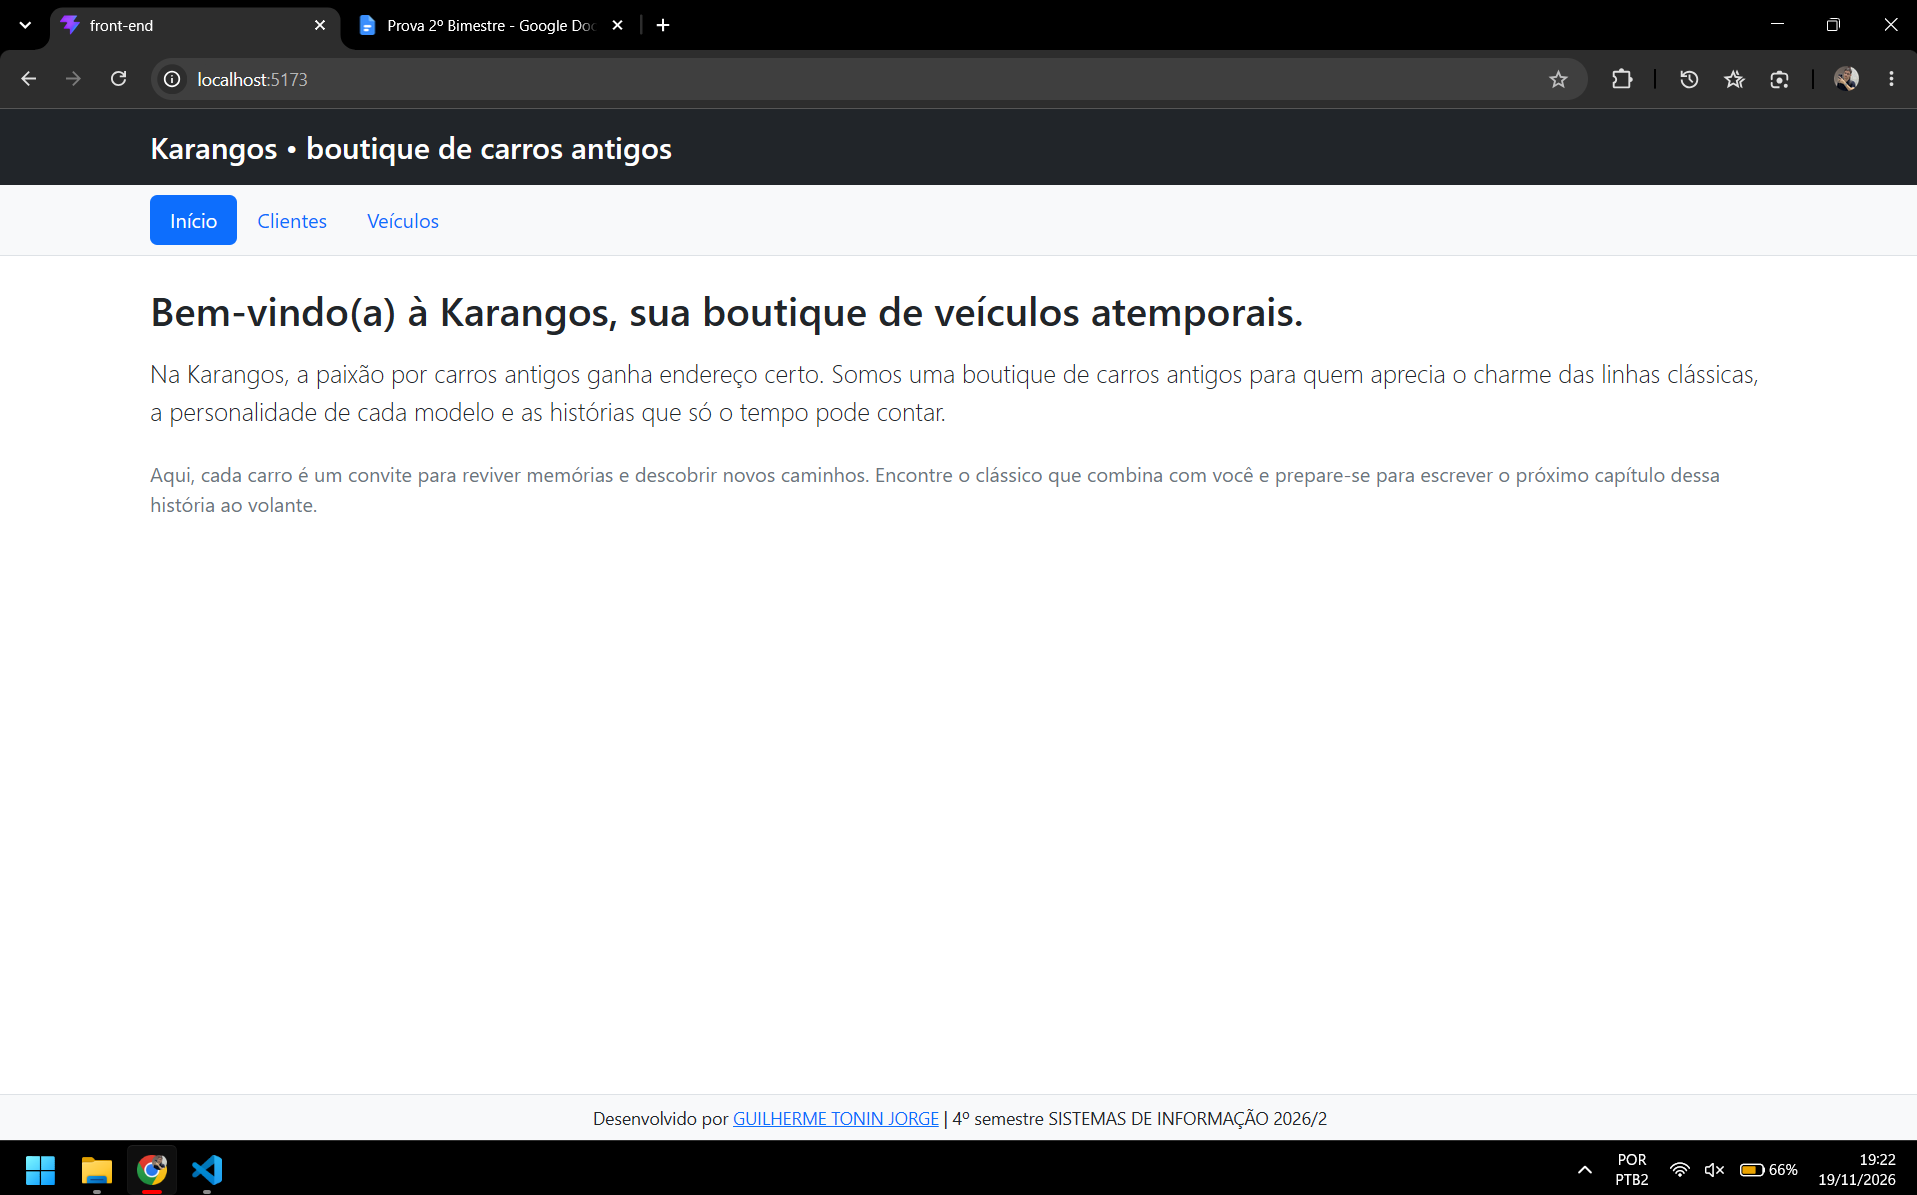 front-end
Prova 2º Bimestre - Google Doc
localhost:5173
Karangos • boutique de carros antigos
Início
Clientes
Veículos
Bem-vindo(a) à Karangos, sua boutique de veículos atemporais.
Na Karangos, a paixão por carros antigos ganha endereço certo. Somos uma boutique de carros antigos para quem aprecia o charme das linhas clássicas,
a personalidade de cada modelo e as histórias que só o tempo pode contar.
Aqui, cada carro é um convite para reviver memórias e descobrir novos caminhos. Encontre o clássico que combina com você e prepare-se para escrever o próximo capítulo dessa
história ao volante.
Desenvolvido por GUILHERME TONIN JORGE | 4º semestre SISTEMAS DE INFORMAÇÃO 2026/2
POR
PTB2
66%
19:22
19/11/2026